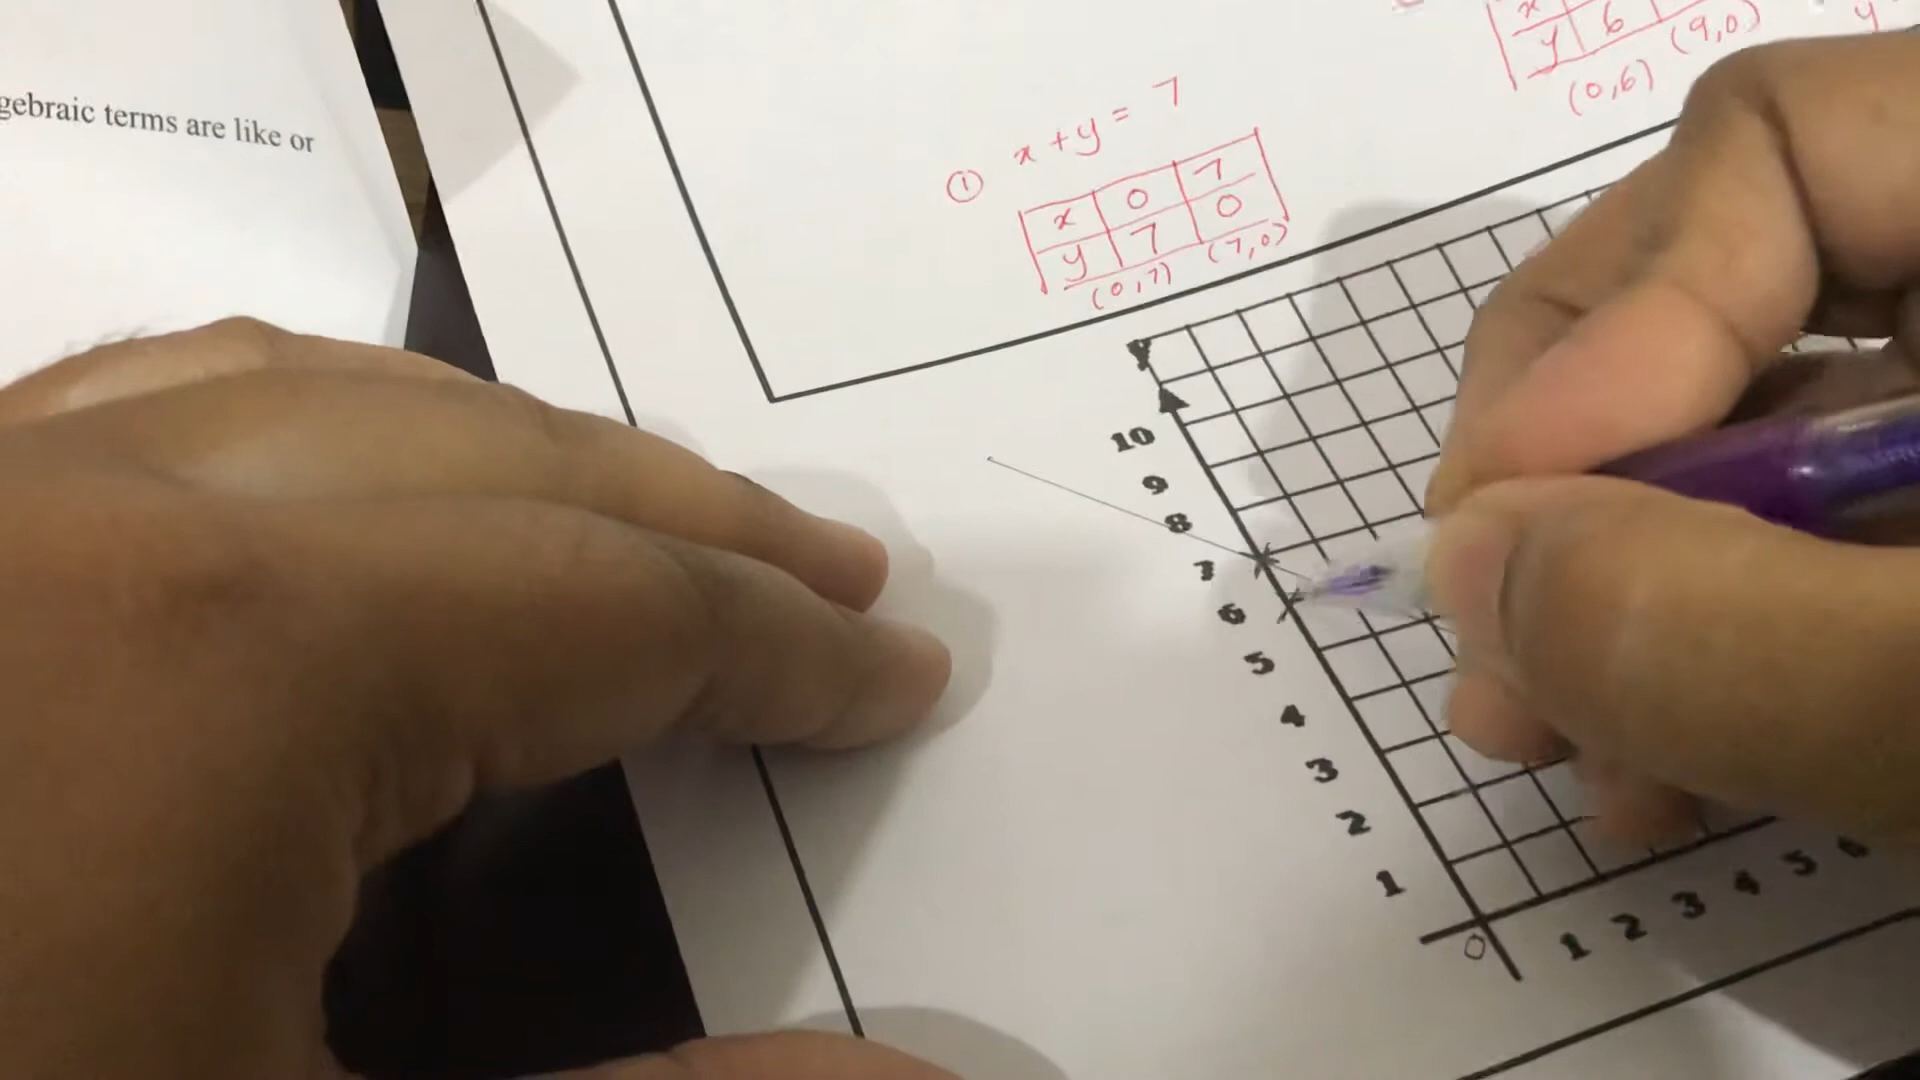 gebraic terms are like or
x
y 6
(0,6) (9,0)
y
① x + y = 7
x 0 7
y 7 0
(0,7) (7,0)
y
10
9
8
7
6
5
4
3
2
1
0
1 2 3 4 5 6